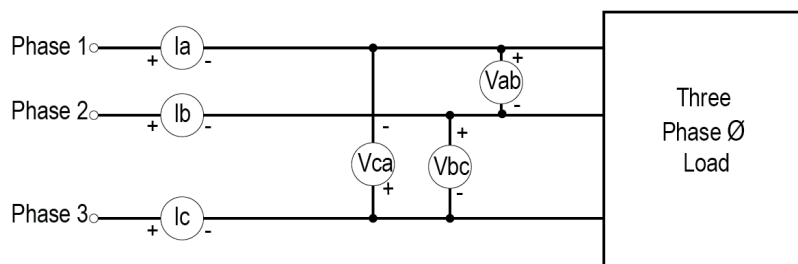 Phase 1
+ Ia -
+
Vab
-
Phase 2
+ Ib -
-
+
Vca
Vbc
+
-
Phase 3
+ Ic -
Three
Phase Ø
Load